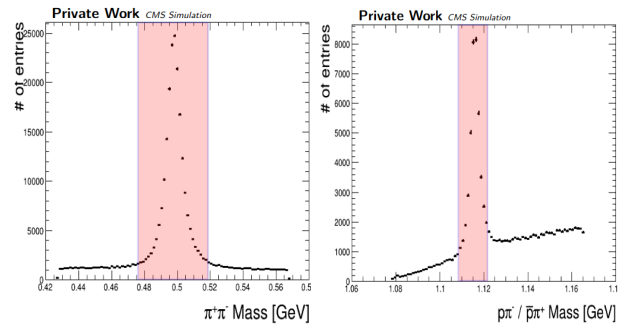 Private Work CMS Simulation
# of entries
25000
20000
15000
10000
5000
0
0.42 0.44 0.46 0.48 0.5 0.52 0.54 0.56 0.5
π⁺π⁻ Mass [GeV]
Private Work CMS Simulation
# of entries
8000
7000
6000
5000
4000
3000
2000
1000
0
1.06 1.08 1.10 1.12 1.14 1.16 1.1
pπ⁻ / p̄π⁺ Mass [GeV]